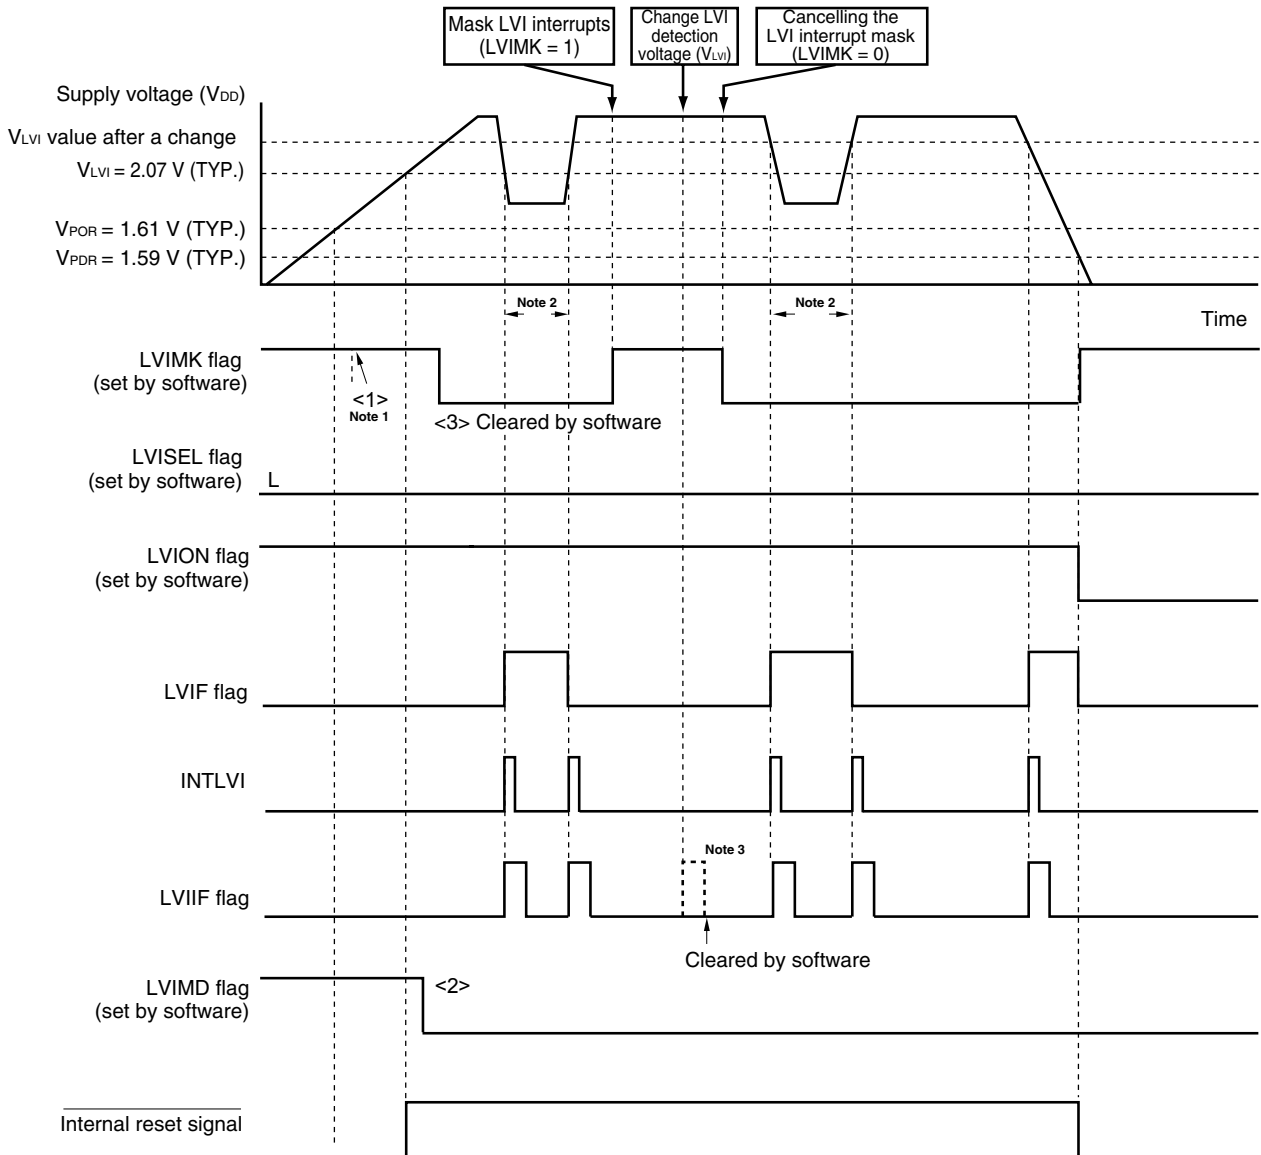 Mask LVI interrupts
(LVIMK = 1)
Change LVI
detection
voltage (VLVI)
Cancelling the
LVI interrupt mask
(LVIMK = 0)
Supply voltage (VDD)
VLVI value after a change
VLVI = 2.07 V (TYP.)
VPOR = 1.61 V (TYP.)
VPDR = 1.59 V (TYP.)
Note 2
Note 2
Time
LVIMK flag
(set by software)
<1>
Note 1
<3> Cleared by software
LVISEL flag
(set by software)
L
LVION flag
(set by software)
LVIF flag
INTLVI
Note 3
LVIIF flag
Cleared by software
LVIMD flag
(set by software)
<2>
Internal reset signal